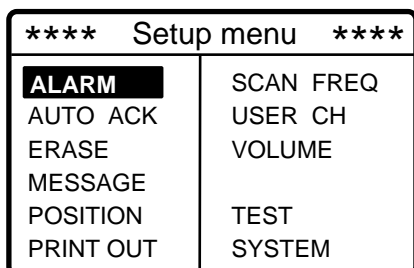 **** Setup menu ****
ALARM
AUTO ACK
ERASE
MESSAGE
POSITION
PRINT OUT
SCAN FREQ
USER CH
VOLUME
TEST
SYSTEM